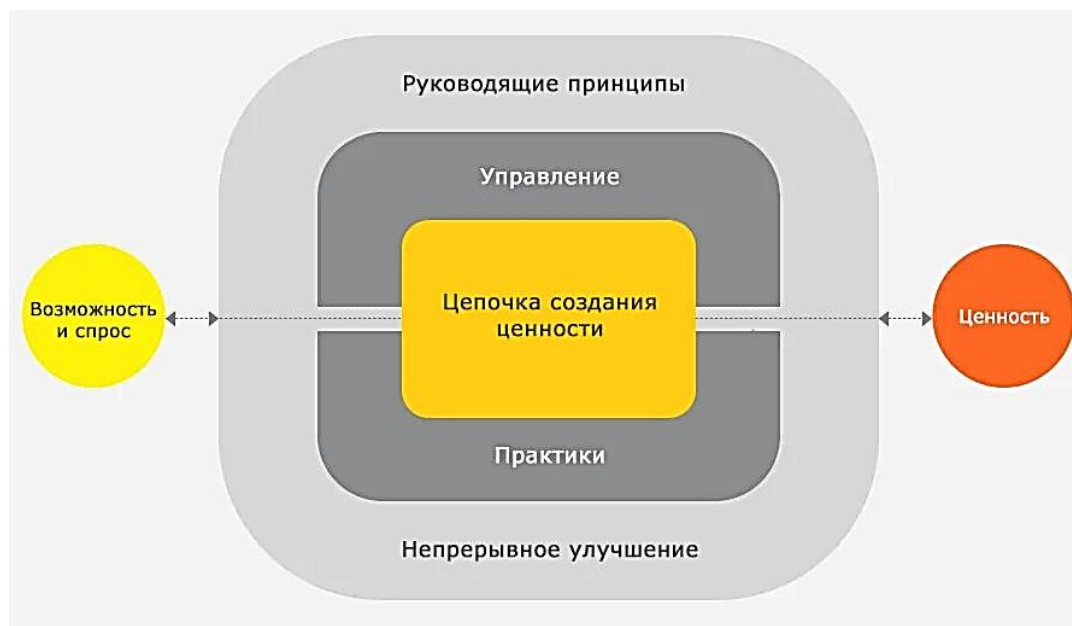 Руководящие принципы
Управление
Возможность
и спрос
Цепочка создания
ценности
Ценность
Практики
Непрерывное улучшение